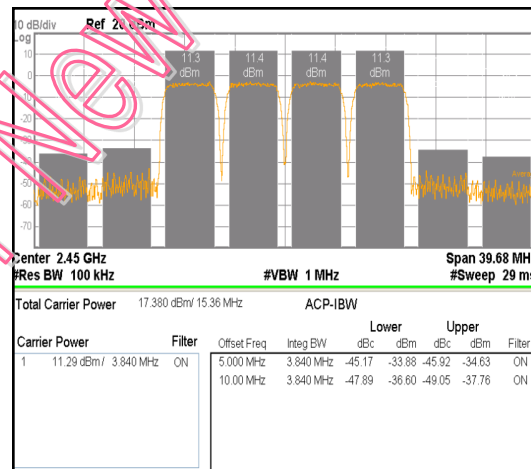 10 dB/div
Ref 20 dBm
Log
10
0
-10
-20
-50
-60
-70
11.3 dBm
11.4 dBm
11.4 dBm
11.3 dBm
New
Center 2.45 GHz
Span 39.68 MH
#Res BW 100 kHz
#VBW 1 MHz
#Sweep 29 ms
Total Carrier Power 17.380 dBm/ 15.36 MHz ACP-IBW
Lower Upper
Carrier Power Filter
Offset Freq Integ BW dBc dBm dBc dBm Filter
1 11.29 dBm / 3.840 MHz ON
5.000 MHz 3.840 MHz -45.17 -33.88 -45.92 -34.63 ON
10.00 MHz 3.840 MHz -47.89 -36.60 -49.05 -37.76 ON